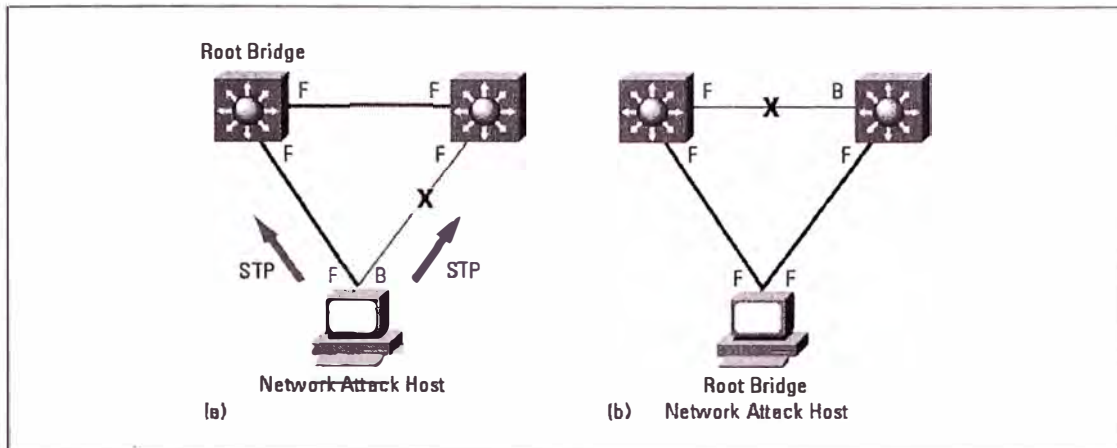 Root Bridge
F
F
F
F
X
STP
F
B
STP
Network Attack Host
(a)
F
X
B
F
F
F
F
Root Bridge
(b)
Network Attack Host